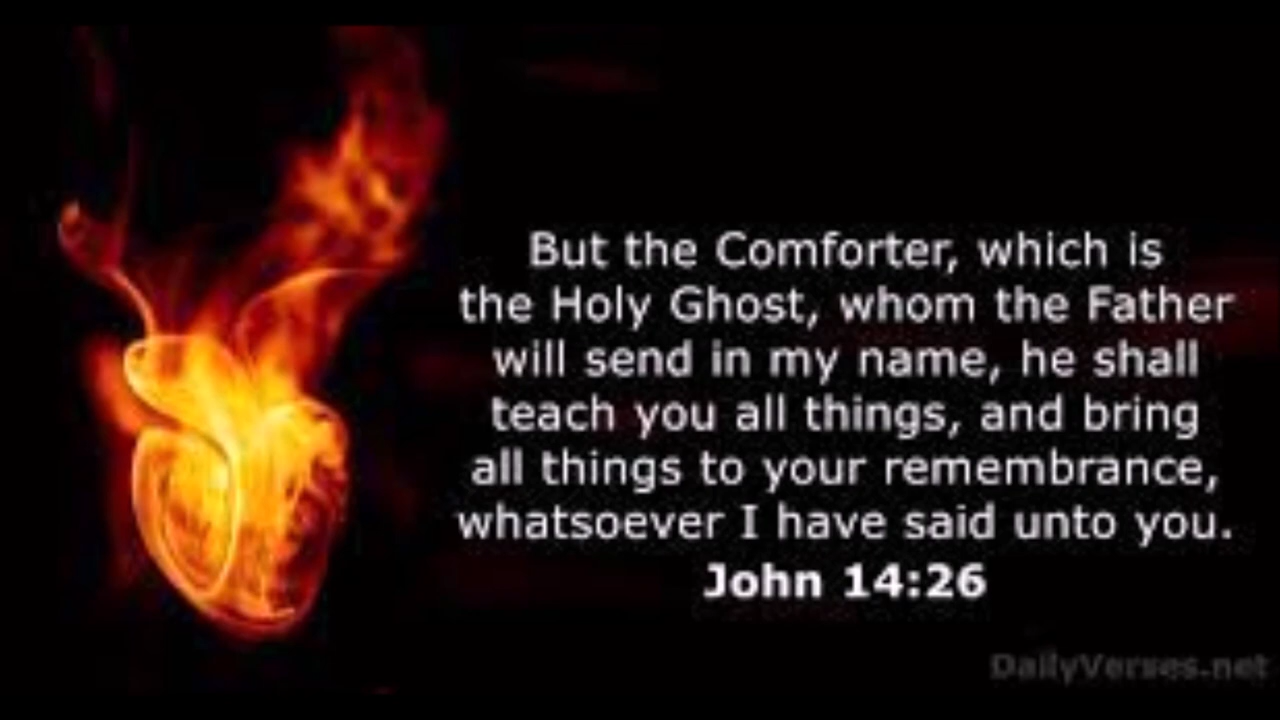 But the Comforter, which is
the Holy Ghost, whom the Father
will send in my name, he shall
teach you all things, and bring
all things to your remembrance,
whatsoever I have said unto you.
John 14:26
DailyVerses.net